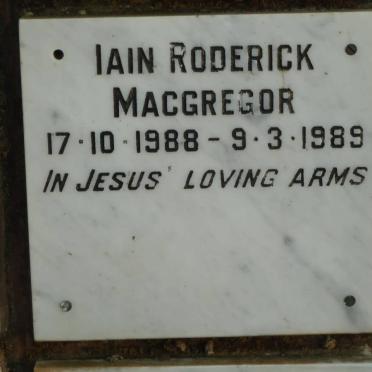 IAIN RODERICK
MACGREGOR
17·10·1988 – 9·3·1989
IN JESUS' LOVING ARMS